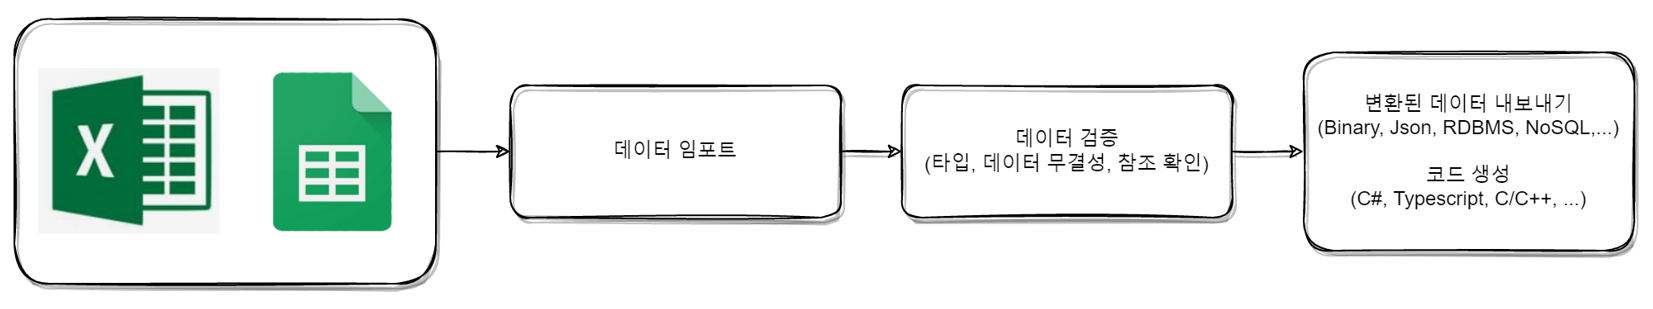 X
데이터 임포트
데이터 검증
(타입, 데이터 무결성, 참조 확인)
변환된 데이터 내보내기
(Binary, Json, RDBMS, NoSQL,...)
코드 생성
(C#, Typescript, C/C++, ...)